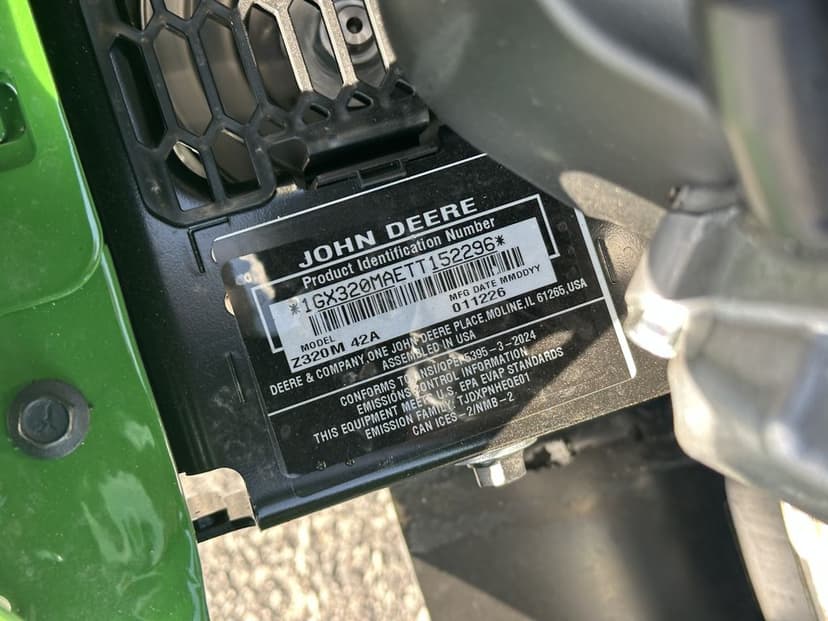 JOHN DEERE
Product Identification Number
*1GX320MAETT152296*
MFG DATE MMDDYY
011226
MODEL
Z320M 42A
DEERE & COMPANY ONE JOHN DEERE PLACE,MOLINE,IL 61265,USA
ASSEMBLED IN USA
CONFORMS TO ANSI/OPEI 5395-3-2024
EMISSIONS CONTROL INFORMATION
THIS EQUIPMENT MEETS U.S. EPA EVAP STANDARDS
EMISSION FAMILY TJDXPNHEOE01
CAN ICES-2/NMB-2